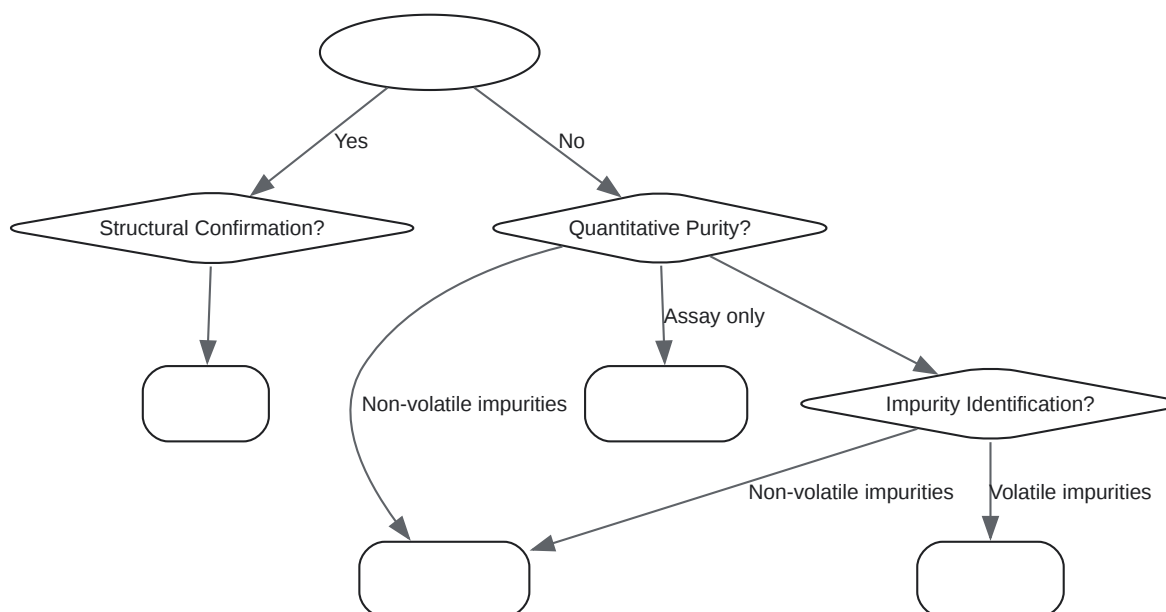 Yes
No
Structural Confirmation?
Quantitative Purity?
Assay only
Non-volatile impurities
Impurity Identification?
Non-volatile impurities
Volatile impurities